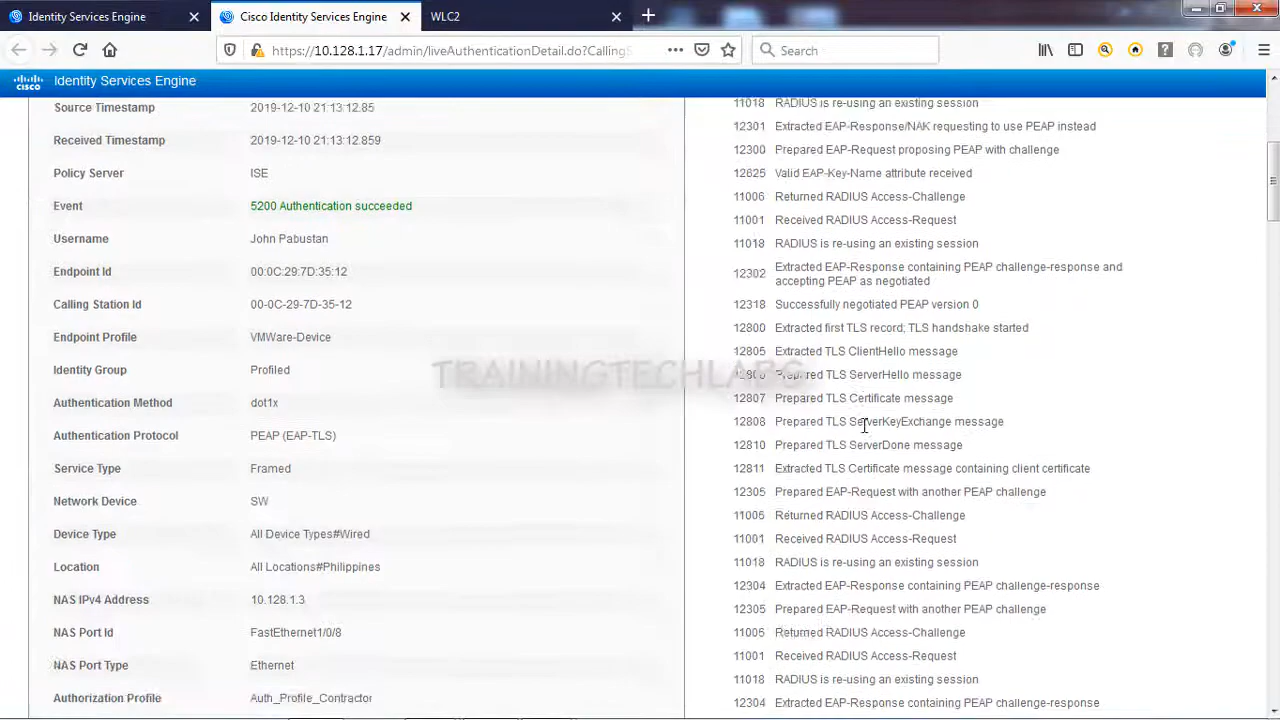 Identity Services Engine
Cisco Identity Services Engine
WLC2
https://10.128.1.17/admin/liveAuthenticationDetail.do?Calling
Search
cisco
Identity Services Engine
Source Timestamp 2019-12-10 21:13:12.85
Received Timestamp 2019-12-10 21:13:12.859
Policy Server ISE
Event 5200 Authentication succeeded
Username John Pabustan
Endpoint Id 00:0C:29:7D:35:12
Calling Station Id 00-0C-29-7D-35-12
Endpoint Profile VMWare-Device
Identity Group Profiled
Authentication Method dot1x
Authentication Protocol PEAP (EAP-TLS)
Service Type Framed
Network Device SW
Device Type All Device Types#Wired
Location All Locations#Philippines
NAS IPv4 Address 10.128.1.3
NAS Port Id FastEthernet1/0/8
NAS Port Type Ethernet
Authorization Profile Auth_Profile_Contractor
11018 RADIUS is re-using an existing session
12301 Extracted EAP-Response/NAK requesting to use PEAP instead
12300 Prepared EAP-Request proposing PEAP with challenge
12625 Valid EAP-Key-Name attribute received
11006 Returned RADIUS Access-Challenge
11001 Received RADIUS Access-Request
11018 RADIUS is re-using an existing session
12302 Extracted EAP-Response containing PEAP challenge-response and
accepting PEAP as negotiated
12318 Successfully negotiated PEAP version 0
12800 Extracted first TLS record; TLS handshake started
12805 Extracted TLS ClientHello message
12806 Prepared TLS ServerHello message
12807 Prepared TLS Certificate message
12808 Prepared TLS ServerKeyExchange message
12810 Prepared TLS ServerDone message
12811 Extracted TLS Certificate message containing client certificate
12305 Prepared EAP-Request with another PEAP challenge
11006 Returned RADIUS Access-Challenge
11001 Received RADIUS Access-Request
11018 RADIUS is re-using an existing session
12304 Extracted EAP-Response containing PEAP challenge-response
12305 Prepared EAP-Request with another PEAP challenge
11006 Returned RADIUS Access-Challenge
11001 Received RADIUS Access-Request
11018 RADIUS is re-using an existing session
12304 Extracted EAP-Response containing PEAP challenge-response
TRAININGTECHLABS